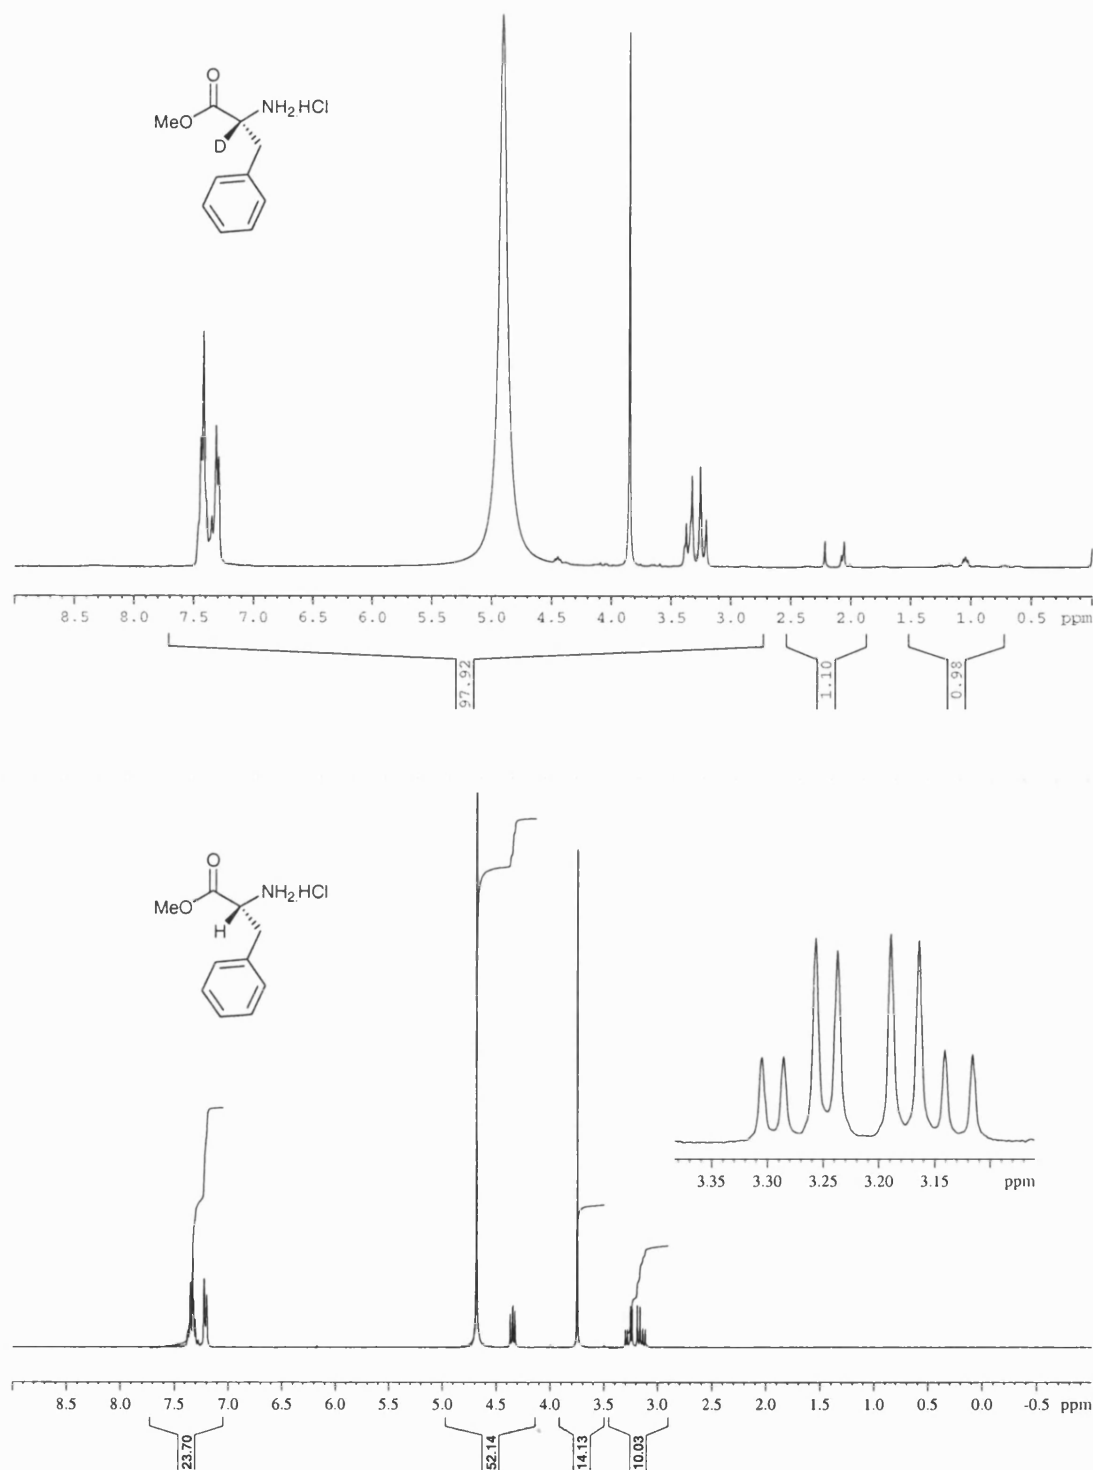 O
MeO
NH2.HCl
D
8.5 8.0 7.5 7.0 6.5 6.0 5.5 5.0 4.5 4.0 3.5 3.0 2.5 2.0 1.5 1.0 0.5 ppm
97.92
1.10
0.98
O
MeO
NH2.HCl
H
3.35 3.30 3.25 3.20 3.15 ppm
8.5 8.0 7.5 7.0 6.5 6.0 5.5 5.0 4.5 4.0 3.5 3.0 2.5 2.0 1.5 1.0 0.5 0.0 -0.5 ppm
23.70
52.14
14.13
10.03